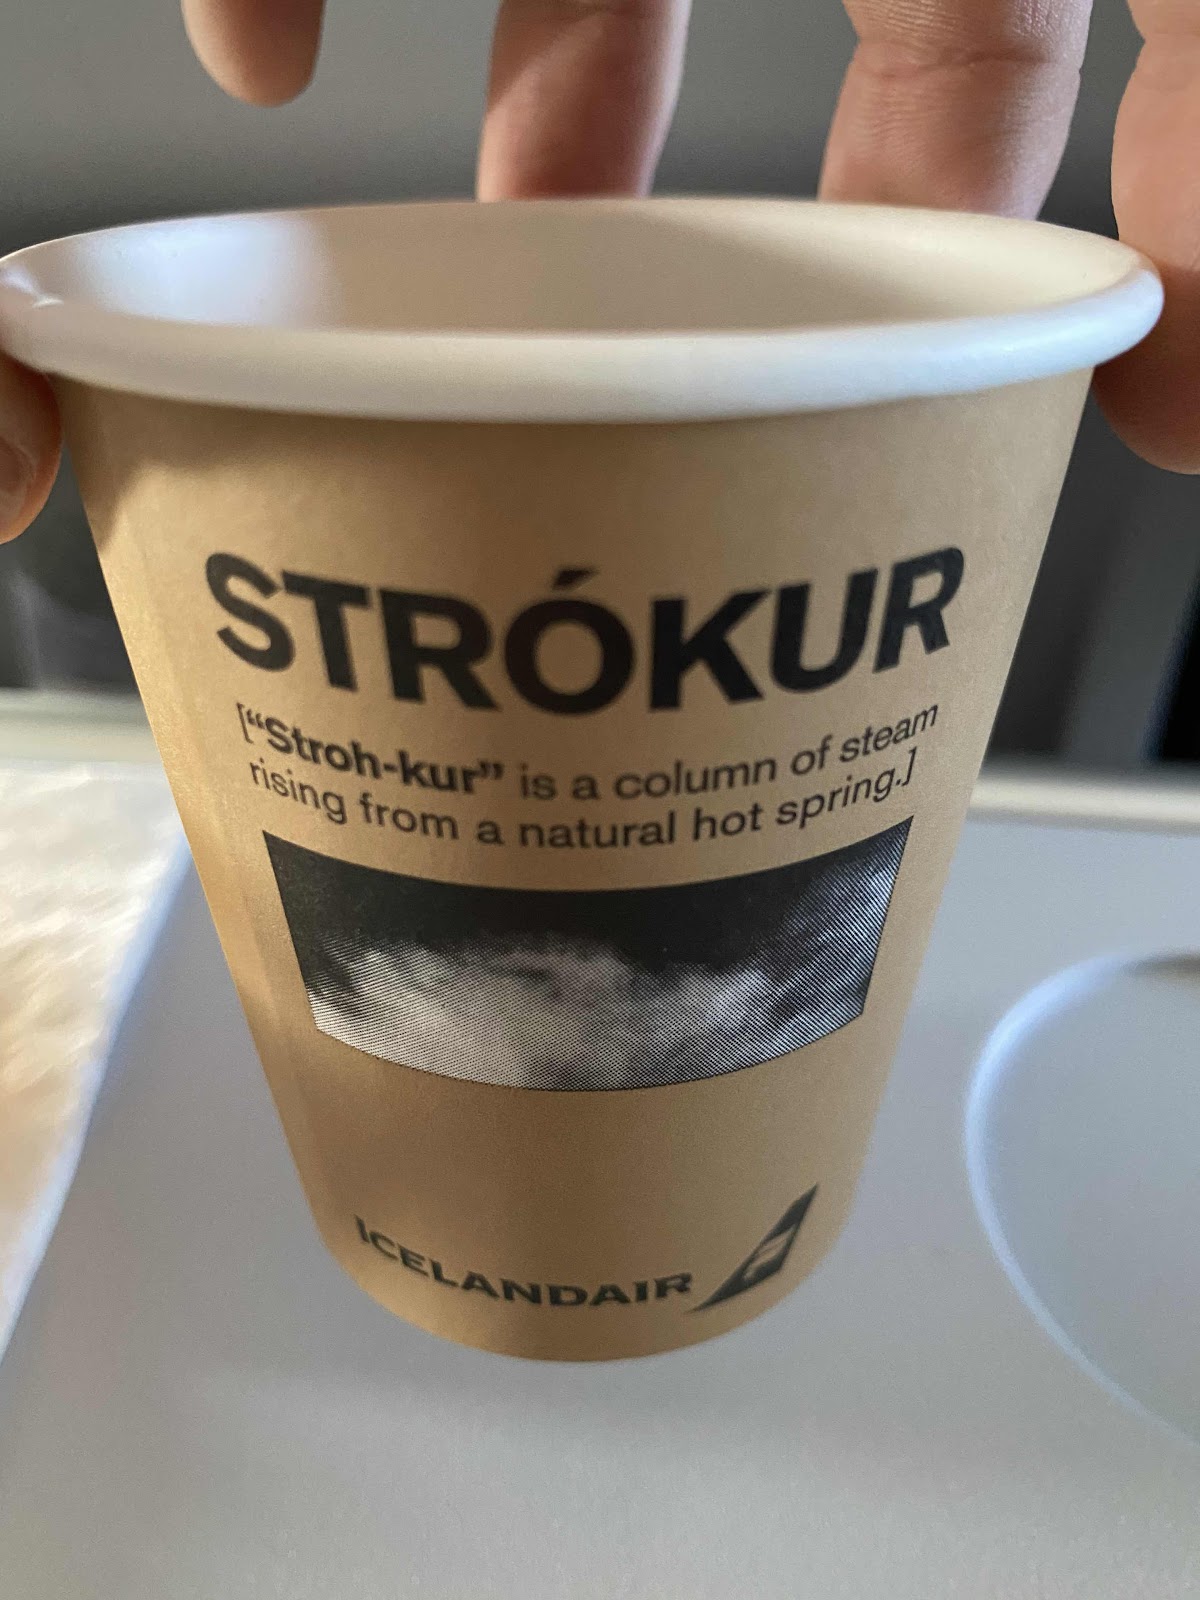 STRÓKUR
[“Stroh-kur” is a column of steam
rising from a natural hot spring.]
ICELANDAIR